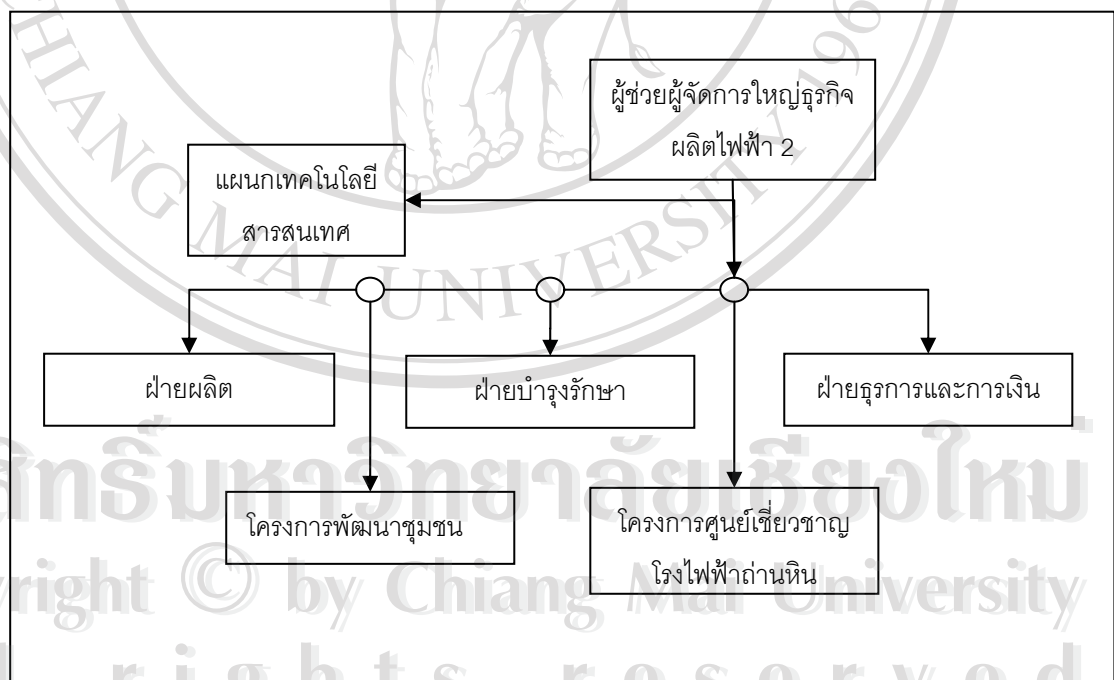 CHIANG MAI UNIVERSITY 196
ผู้ช่วยผู้จัดการใหญ่ธุรกิจ
ผลิตไฟฟ้า 2
แผนกเทคโนโลยี
สารสนเทศ
ฝ่ายผลิต
ฝ่ายบำรุงรักษา
ฝ่ายธุรการและการเงิน
โครงการพัฒนาชุมชน
โครงการศูนย์เชี่ยวชาญ
โรงไฟฟ้าถ่านหิน
สิทธิ์มหาวิทยาลัยเชียงใหม่
yright © by Chiang Mai University
rights reserved